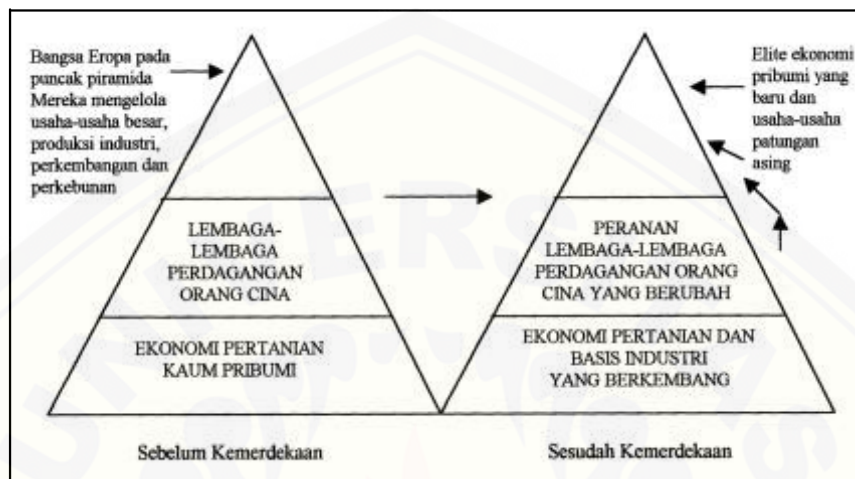 Bangsa Eropa pada
puncak piramida
Mereka mengelola
usaha-usaha besar,
produksi industri,
perkembangan dan
perkebunan
LEMBAGA-
LEMBAGA
PERDAGANGAN
ORANG CINA
EKONOMI PERTANIAN
KAUM PRIBUMI
Sebelum Kemerdekaan
Elite ekonomi
pribumi yang
baru dan
usaha-usaha
patungan
asing
PERANAN
LEMBAGA-LEMBAGA
PERDAGANGAN ORANG
CINA YANG BERUBAH
EKONOMI PERTANIAN DAN
BASIS INDUSTRI
YANG BERKEMBANG
Sesudah Kemerdekaan